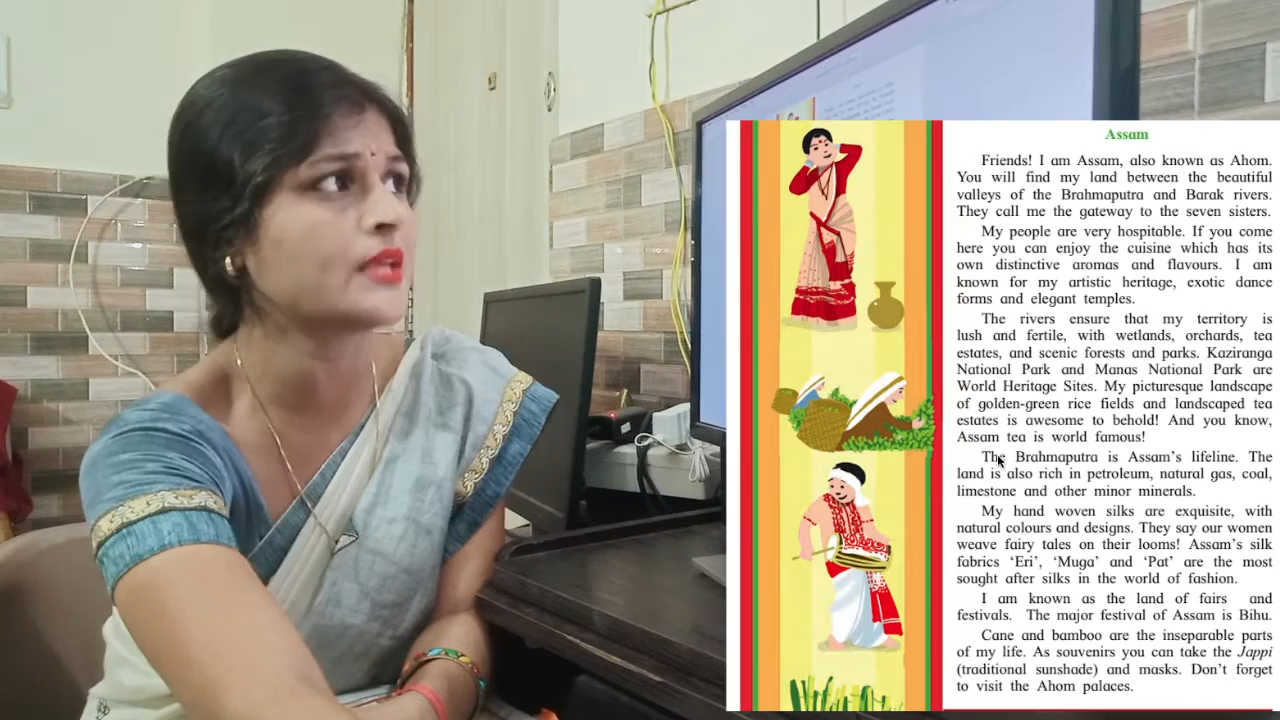 Assam
Friends! I am Assam, also known as Ahom.
You will find my land between the beautiful
valleys of the Brahmaputra and Barak rivers.
They call me the gateway to the seven sisters.
My people are very hospitable. If you come
here you can enjoy the cuisine which has its
own distinctive aromas and flavours. I am
known for my artistic heritage, exotic dance
forms and elegant temples.
The rivers ensure that my territory is
lush and fertile, with wetlands, orchards, tea
estates, and scenic forests and parks. Kaziranga
National Park and Manas National Park are
World Heritage Sites. My picturesque landscape
of golden-green rice fields and landscaped tea
estates is awesome to behold! And you know,
Assam tea is world famous!
The Brahmaputra is Assam's lifeline. The
land is also rich in petroleum, natural gas, coal,
limestone and other minor minerals.
My hand woven silks are exquisite, with
natural colours and designs. They say our women
weave fairy tales on their looms! Assam's silk
fabrics 'Eri', 'Muga' and 'Pat' are the most
sought after silks in the world of fashion.
I am known as the land of fairs and
festivals. The major festival of Assam is Bihu.
Cane and bamboo are the inseparable parts
of my life. As souvenirs you can take the Jappi
(traditional sunshade) and masks. Don't forget
to visit the Ahom palaces.